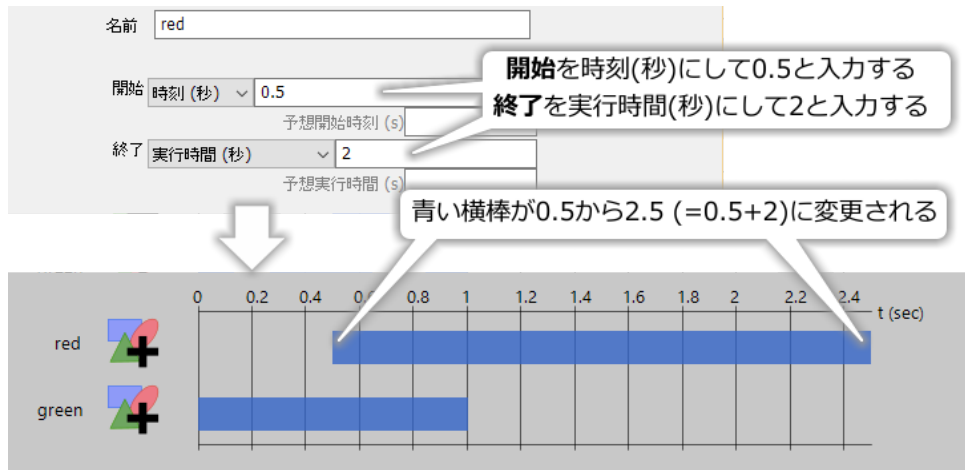 名前 red
開始を時刻(秒)にして0.5と入力する
終了を実行時間(秒)にして2と入力する
開始 時刻 (秒) 0.5
予想開始時刻 (s)
終了 実行時間 (秒) 2
予想実行時間 (s)
青い横棒が0.5から2.5 (=0.5+2)に変更される
0 0.2 0.4 0.8 1 1.2 1.4 1.6 1.8 2 2.2 2.4
t (sec)
red
green